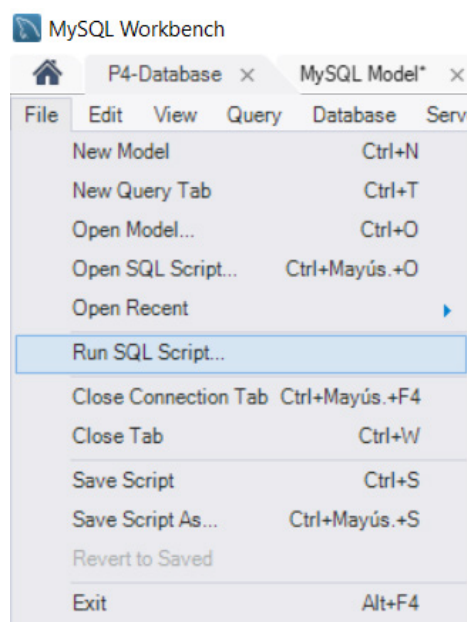 MySQL Workbench
P4-Database × MySQL Model* ×
File Edit View Query Database Serv
New Model Ctrl+N
New Query Tab Ctrl+T
Open Model... Ctrl+O
Open SQL Script... Ctrl+Mayús.+O
Open Recent
Run SQL Script...
Close Connection Tab Ctrl+Mayús.+F4
Close Tab Ctrl+W
Save Script Ctrl+S
Save Script As... Ctrl+Mayús.+S
Revert to Saved
Exit Alt+F4